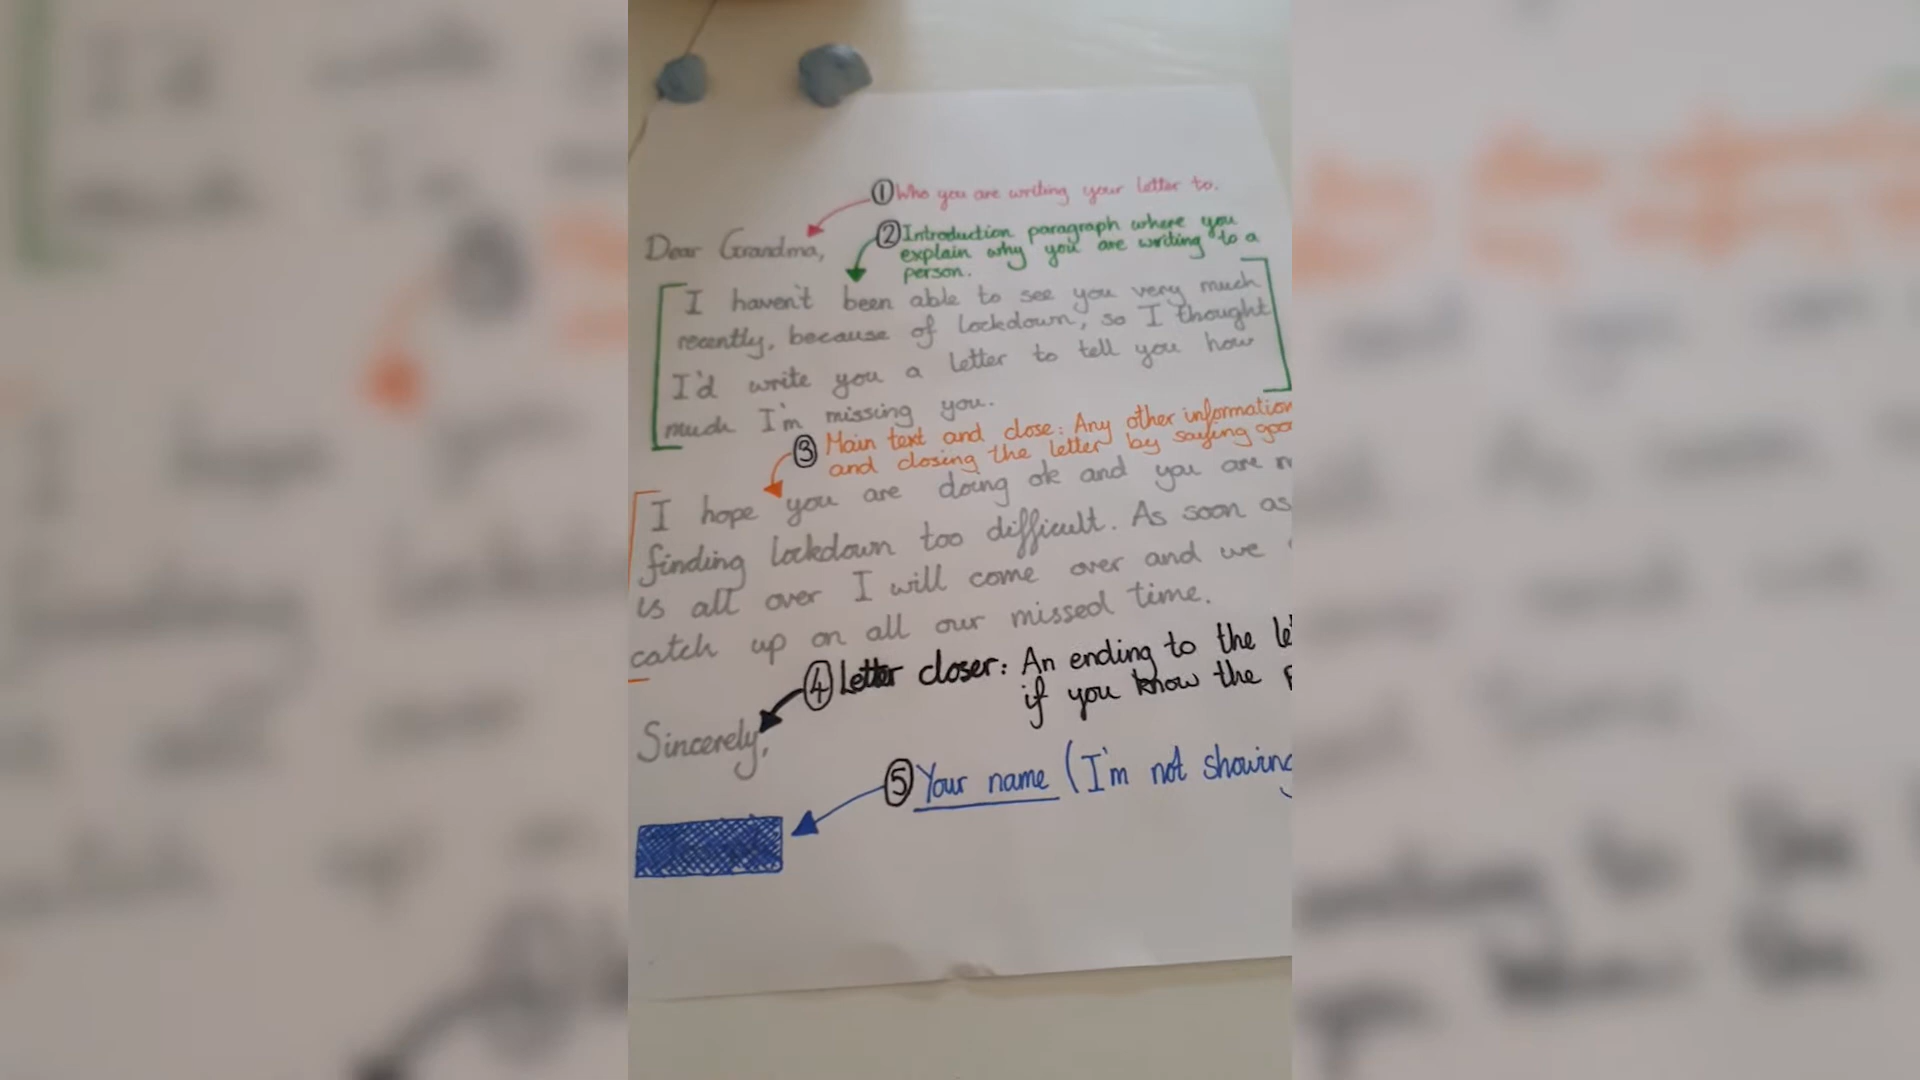 ① Who you are writing your letter to.
Dear Grandma,
② Introduction paragraph where you
explain why you are writing to a
person.
I haven't been able to see you very much
recently, because of lockdown, so I thought
I'd write you a letter to tell you how
much I'm missing you.
③ Main text and close: Any other information
and closing the letter by saying
I hope you are doing ok and you are
finding lockdown too difficult. As soon as
is all over I will come over and we
catch up on all our missed time.
④ Letter closer: An ending to the
if you know the
Sincerely,
⑤ Your name (I'm not showing